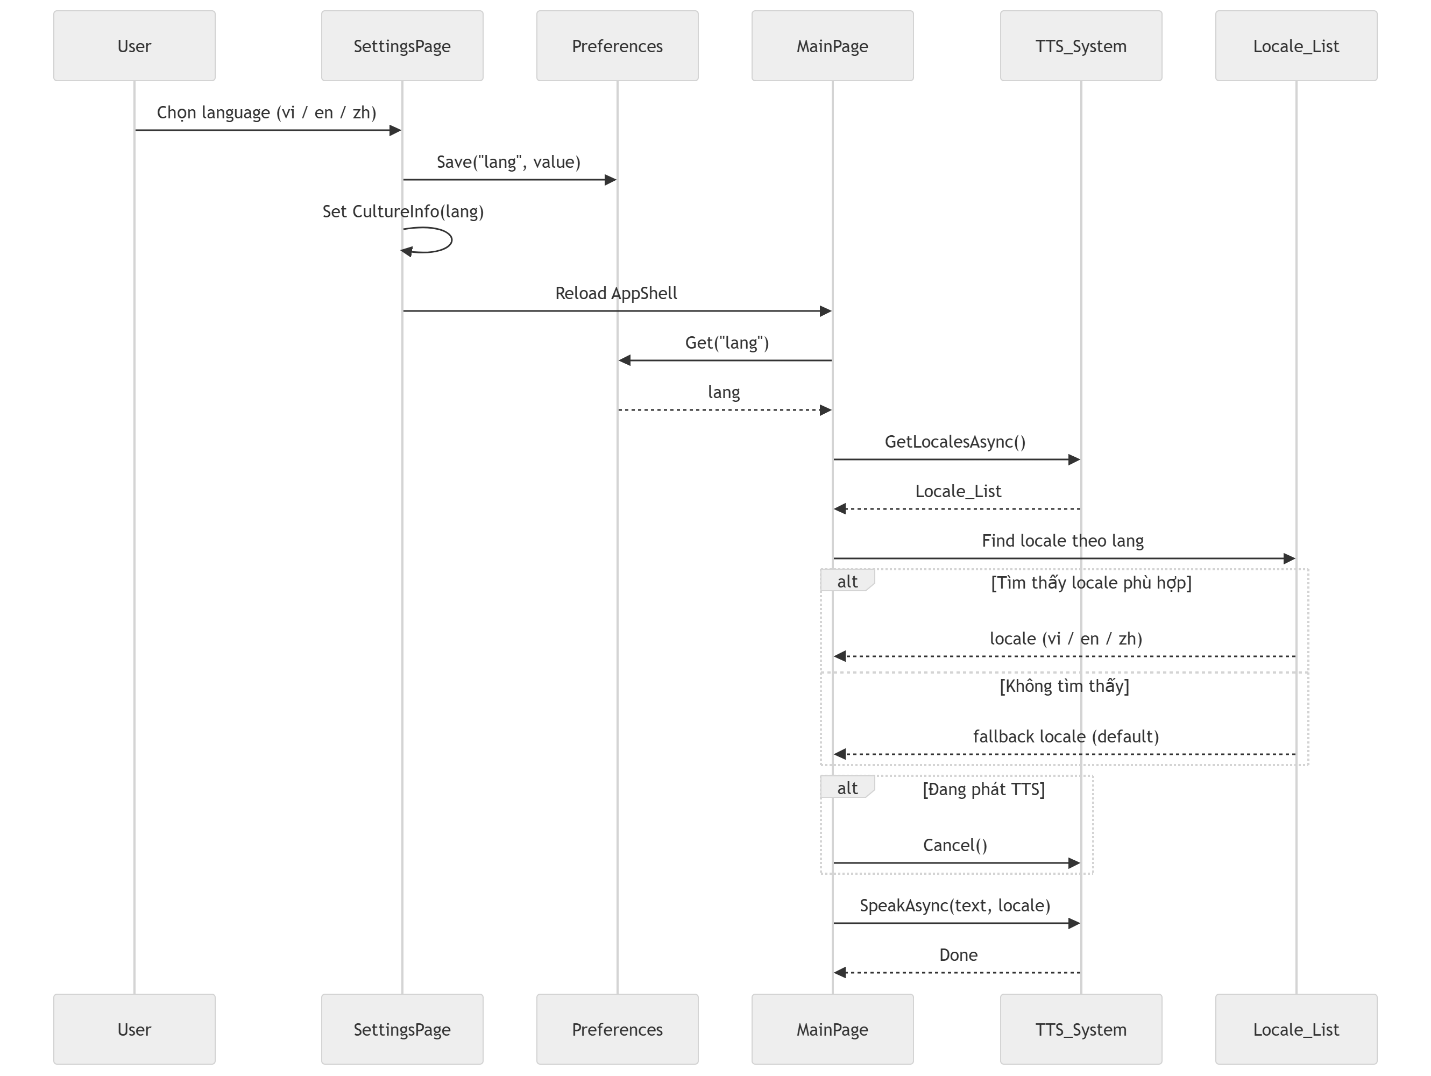 User
SettingsPage
Preferences
MainPage
TTS_System
Locale_List
Chọn language (vi / en / zh)
Save("lang", value)
Set CultureInfo(lang)
Reload AppShell
Get("lang")
lang
GetLocalesAsync()
Locale_List
Find locale theo lang
alt
[Tìm thấy locale phù hợp]
locale (vi / en / zh)
[Không tìm thấy]
fallback locale (default)
alt
[Đang phát TTS]
Cancel()
SpeakAsync(text, locale)
Done
User
SettingsPage
Preferences
MainPage
TTS_System
Locale_List